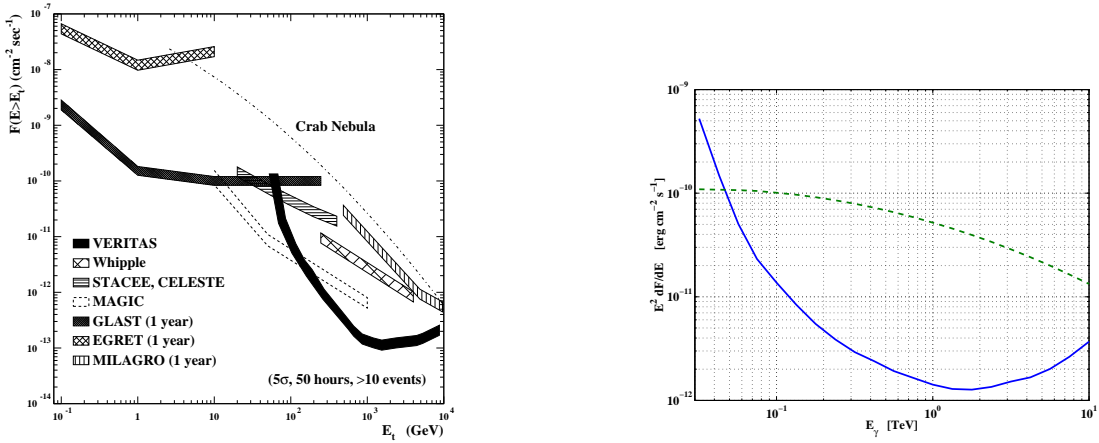 F(E>E_t) (cm^-2 sec^-1)
10^-7
10^-8
10^-9
10^-10
10^-11
10^-12
10^-13
10^-14
Crab Nebula
VERITAS
Whipple
STACEE, CELESTE
MAGIC
GLAST (1 year)
EGRET (1 year)
MILAGRO (1 year)
(5σ, 50 hours, >10 events)
10^-1 1 10 10^2 10^3 10^4
E_t (GeV)
E^2 dF/dE [erg cm^-2 s^-1]
10^-9
10^-10
10^-11
10^-12
10^-1 10^0 10^1
E_γ [TeV]